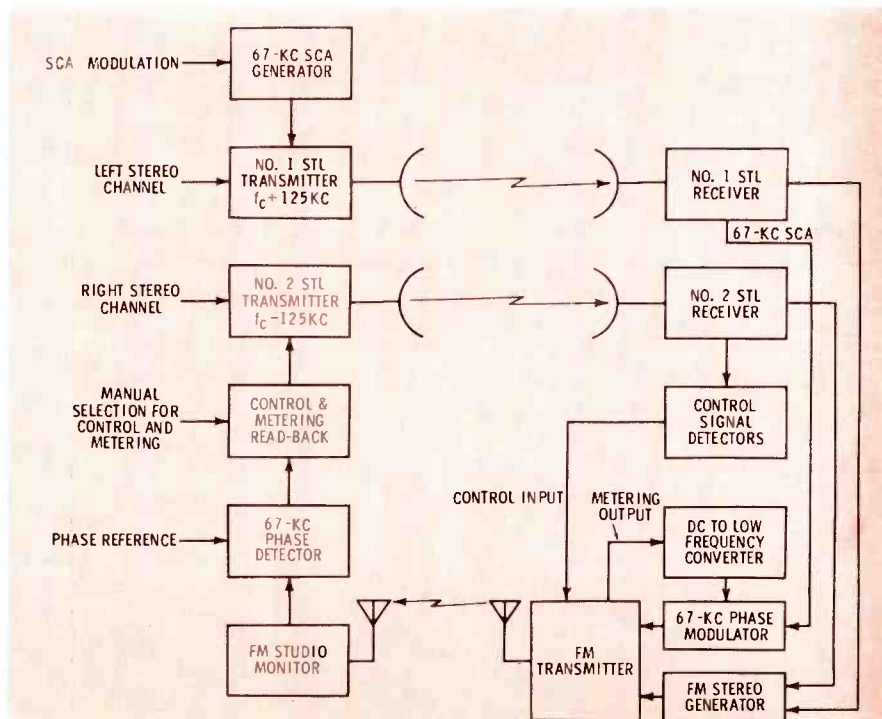 SCA MODULATION
67-KC SCA
GENERATOR
LEFT STEREO
CHANNEL
NO. 1 STL
TRANSMITTER
fc+125KC
NO. 1 STL
RECEIVER
67-KC SCA
RIGHT STEREO
CHANNEL
NO. 2 STL
TRANSMITTER
fc-125KC
NO. 2 STL
RECEIVER
MANUAL
SELECTION FOR
CONTROL AND
METERING
CONTROL &
METERING
READ-BACK
CONTROL
SIGNAL
DETECTORS
CONTROL INPUT
METERING
OUTPUT
PHASE REFERENCE
67-KC
PHASE
DETECTOR
DC TO LOW
FREQUENCY
CONVERTER
67-KC PHASE
MODULATOR
FM STUDIO
MONITOR
FM
TRANSMITTER
FM STEREO
GENERATOR